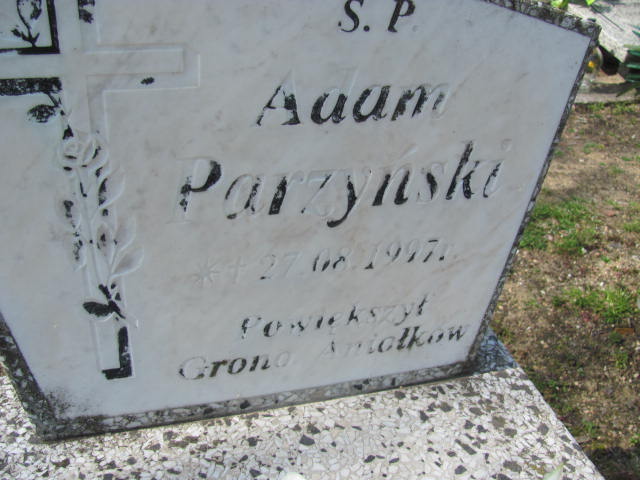 Ś. P.
Adam
Parzyński
*+ 27.08.1997r.
Powiększył
Grono Aniołków